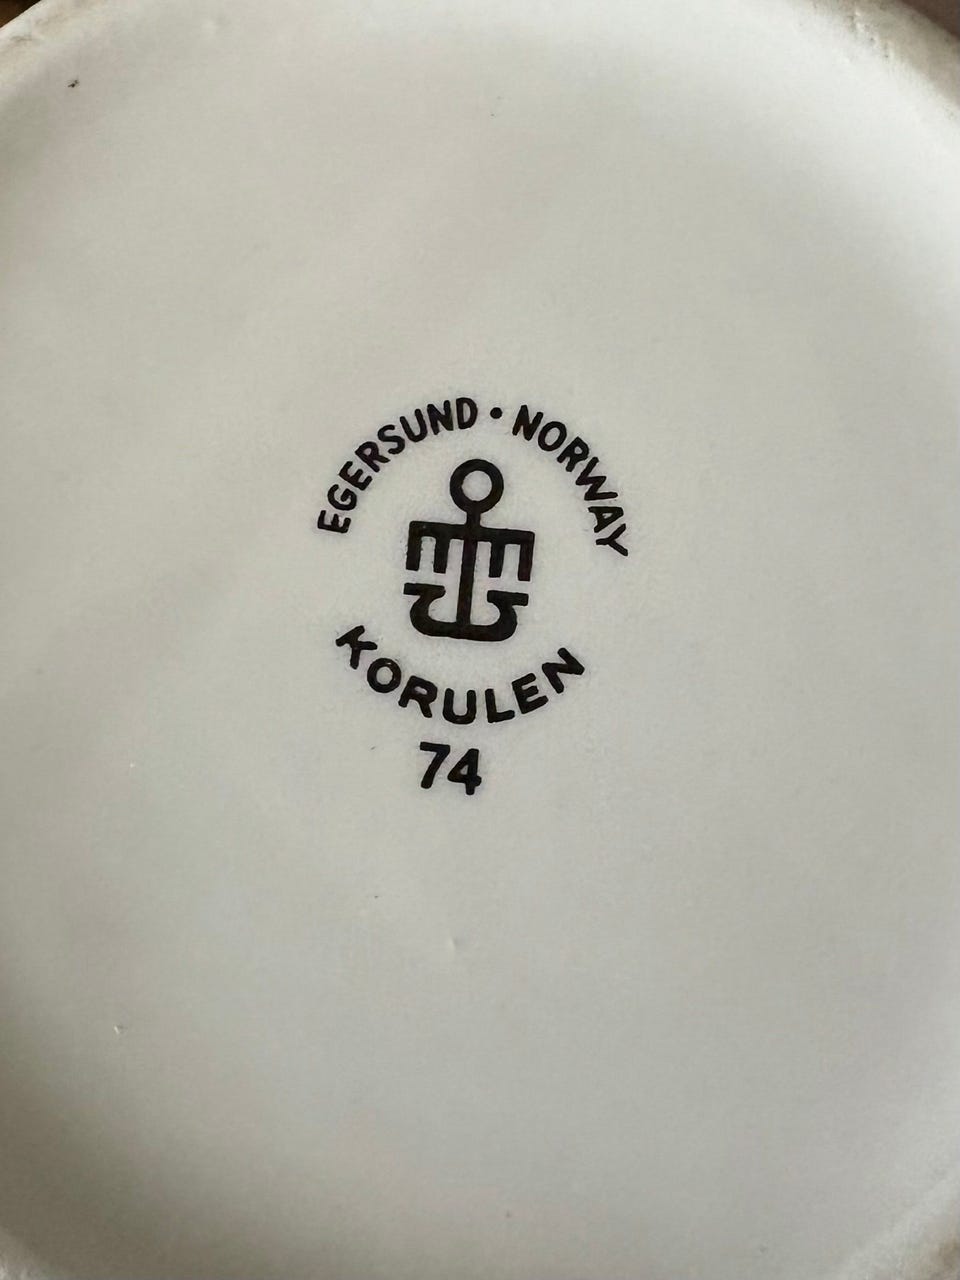 EGERSUND • NORWAY
KORULEN
74